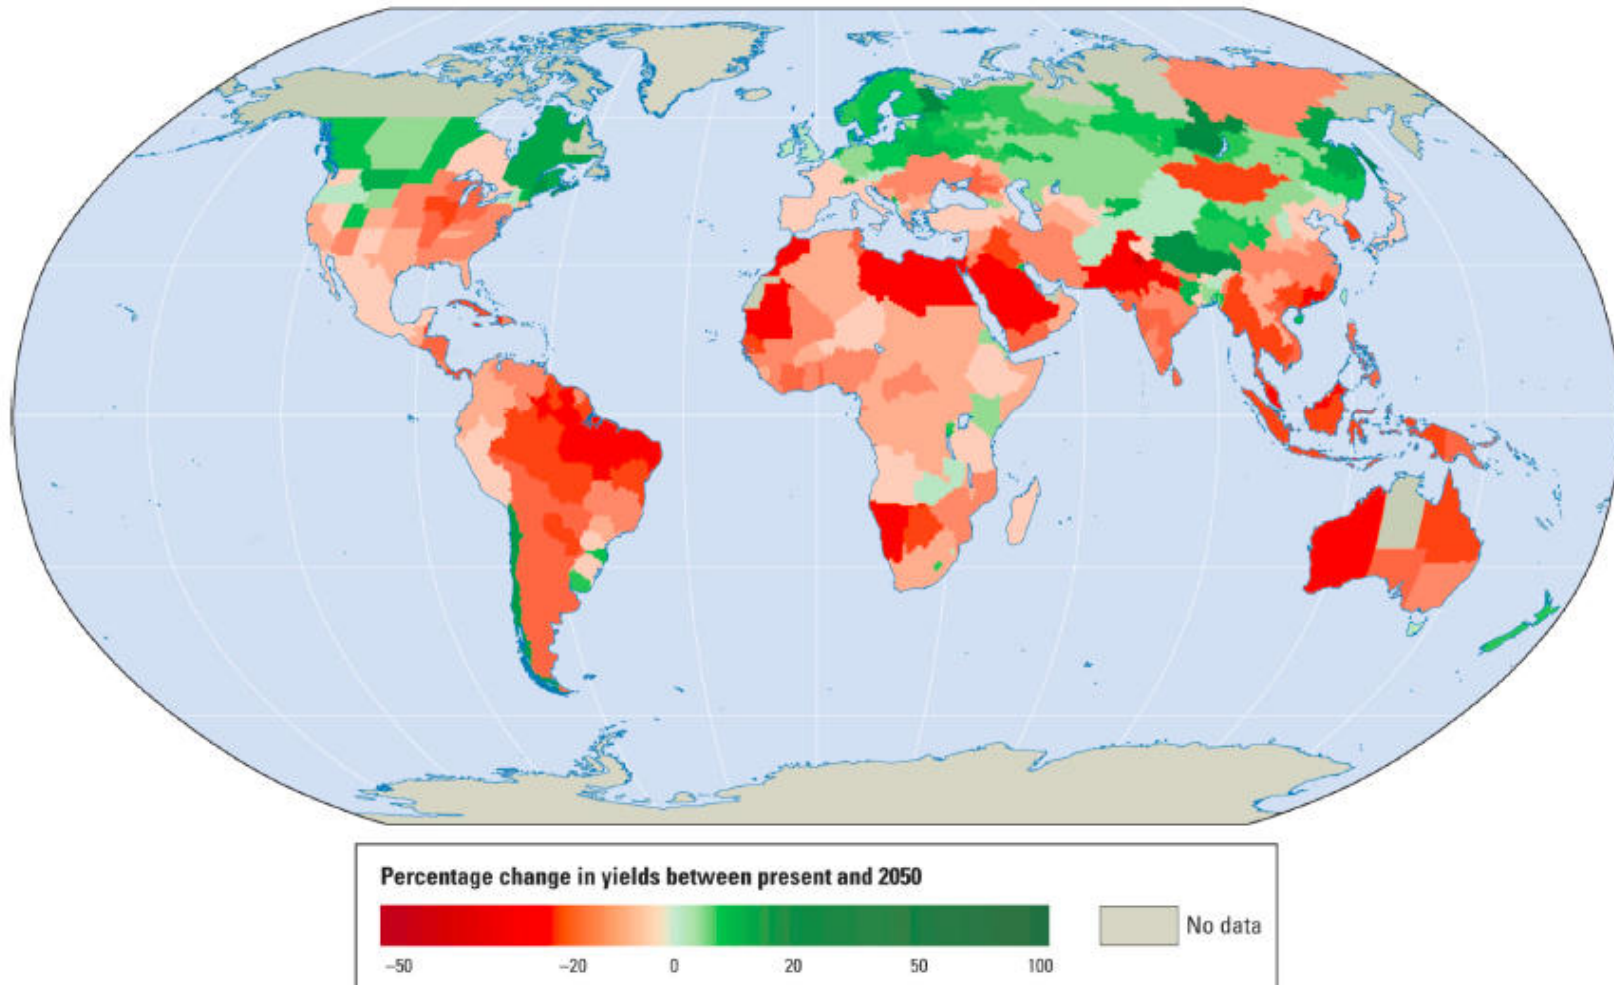 Percentage change in yields between present and 2050
No data
–50 –20 0 20 50 100